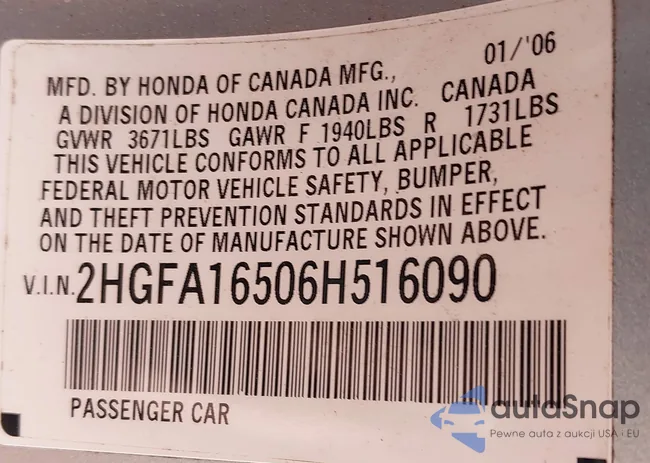 01/'06
MFD. BY HONDA OF CANADA MFG.,
A DIVISION OF HONDA CANADA INC. CANADA
GVWR 3671LBS GAWR F 1940LBS R 1731LBS
THIS VEHICLE CONFORMS TO ALL APPLICABLE
FEDERAL MOTOR VEHICLE SAFETY, BUMPER,
AND THEFT PREVENTION STANDARDS IN EFFECT
ON THE DATE OF MANUFACTURE SHOWN ABOVE.
V.I.N. 2HGFA16506H516090
PASSENGER CAR
autaSnap
Pewne auta z aukcji USA i EU